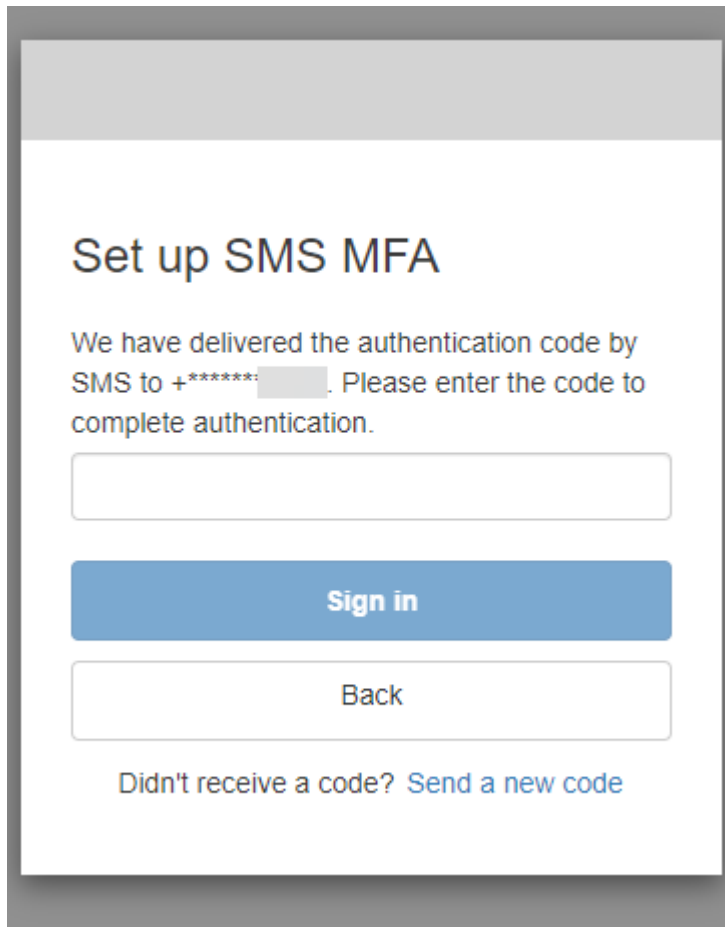 Set up SMS MFA
We have delivered the authentication code by
SMS to +******* . Please enter the code to
complete authentication.
Sign in
Back
Didn't receive a code? Send a new code